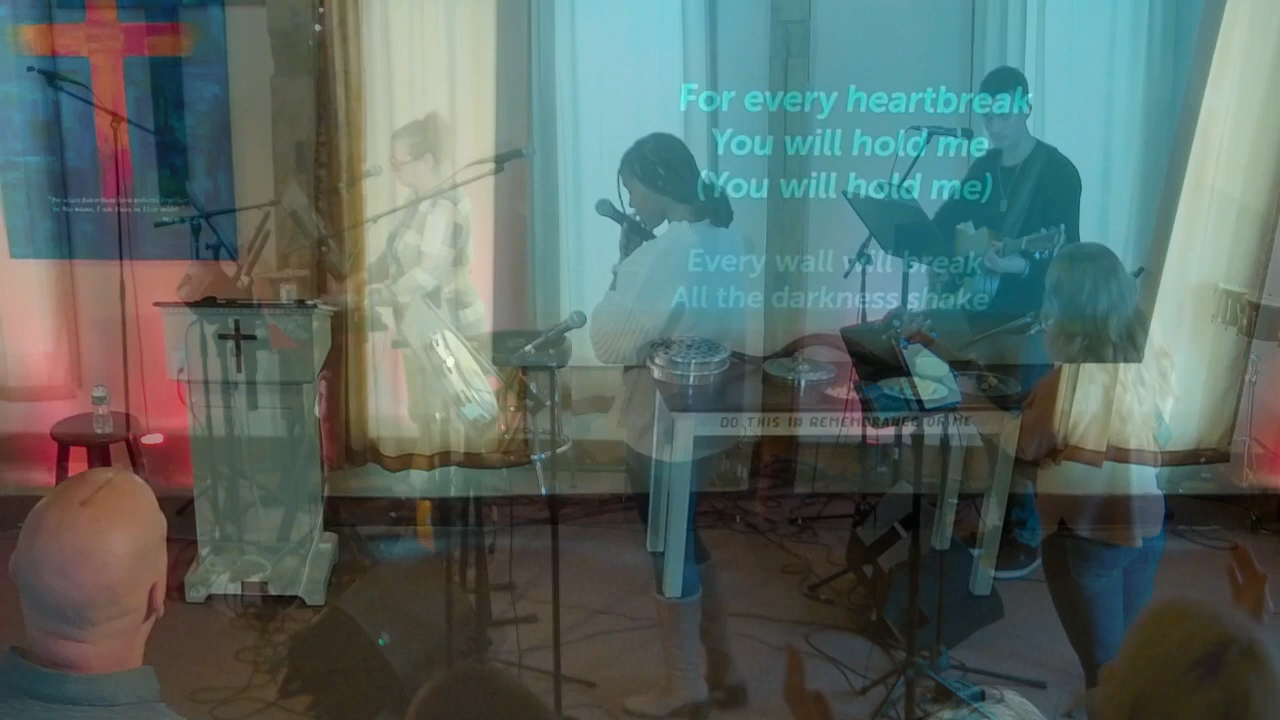 For every heartbreak
You will hold me
(You will hold me)
Every wall will break
All the darkness shake
DO THIS IN REMEMBRANCE OF ME